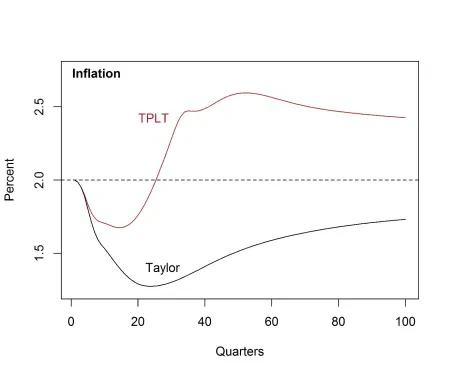 Inflation
TPLT
Taylor
Percent
2.5
2.0
1.5
0 20 40 60 80 100
Quarters